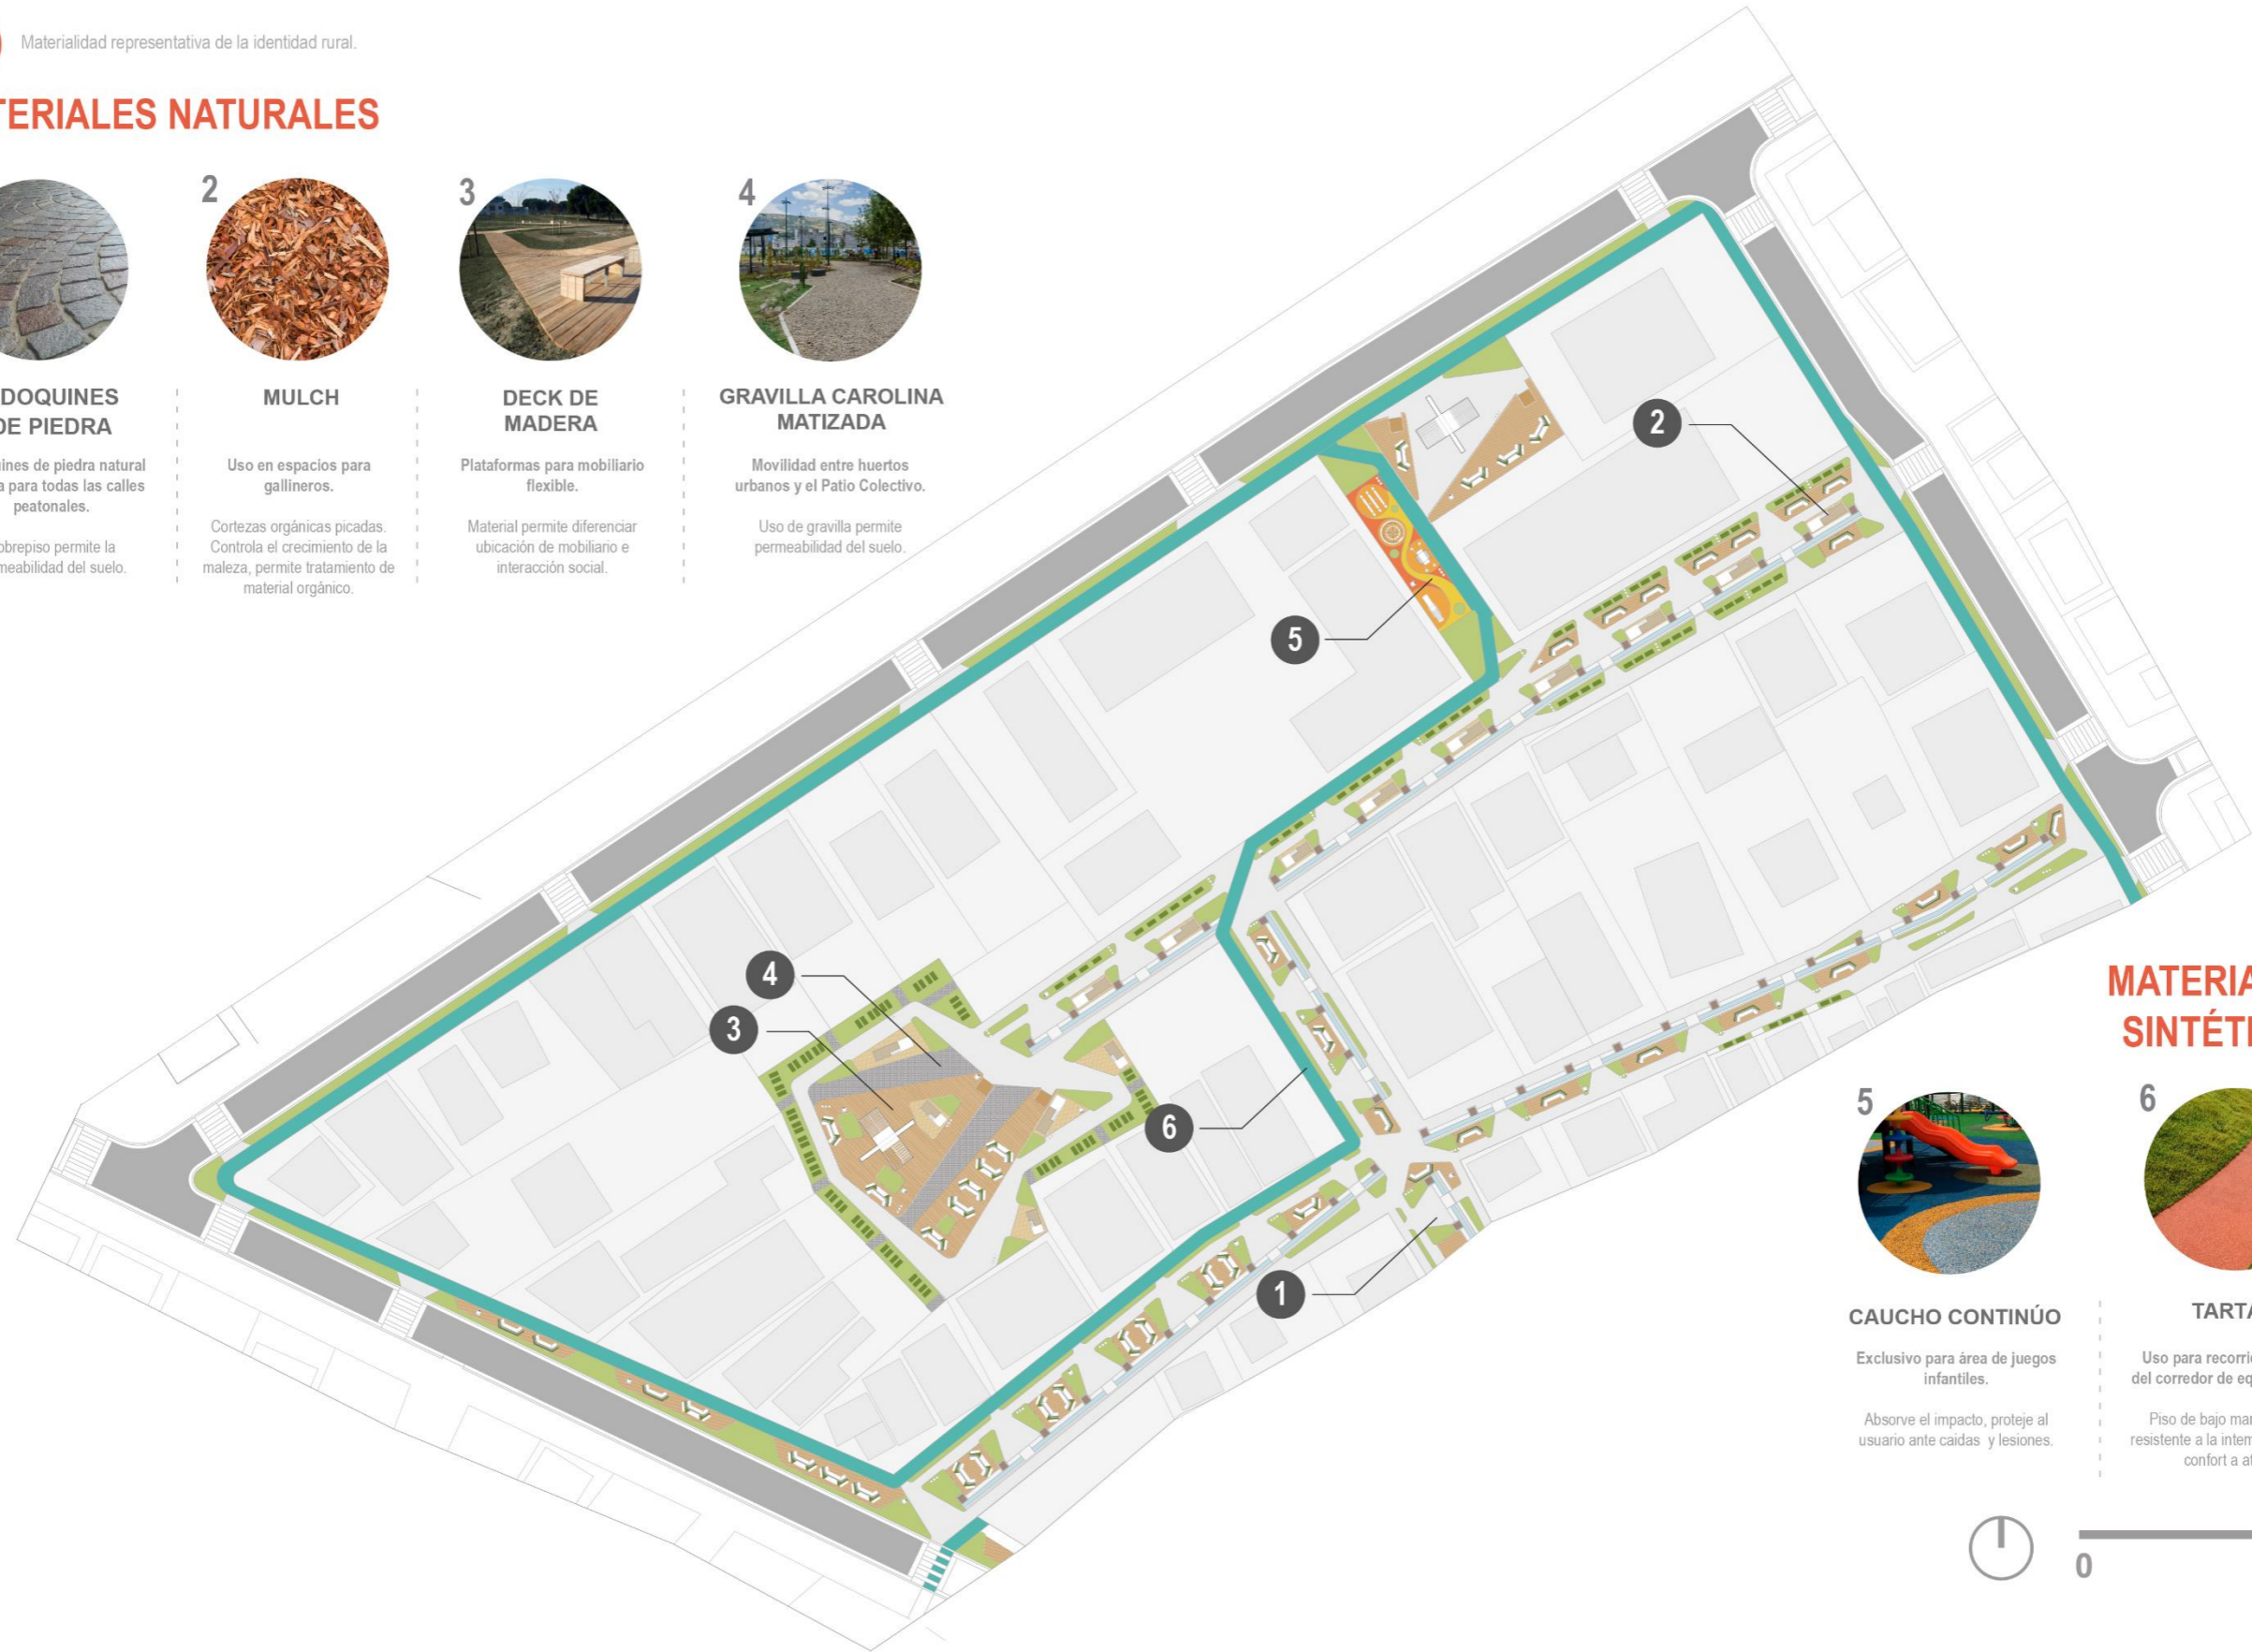 Materialidad representativa de la identidad rural.
TERIALES NATURALES
2
3
4
DOQUINES
DE PIEDRA
ines de piedra natural
a para todas las calles
peatonales.
obrepiso permite la
meabilidad del suelo.
MULCH
Uso en espacios para
gallineros.
Cortezas orgánicas picadas.
Controla el crecimiento de la
maleza, permite tratamiento de
material orgánico.
DECK DE
MADERA
Plataformas para mobiliario
flexible.
Material permite diferenciar
ubicación de mobiliario e
interacción social.
GRAVILLA CAROLINA
MATIZADA
Movilidad entre huertos
urbanos y el Patio Colectivo.
Uso de gravilla permite
permeabilidad del suelo.
2
5
4
3
6
1
MATERIA
SINTÉT
5
6
CAUCHO CONTINÚO
Exclusivo para área de juegos
infantiles.
Absorve el impacto, proteje al
usuario ante caidas y lesiones.
TARTA
Uso para recorri
del corredor de eq
Piso de bajo man
resistente a la intem
confort a at
0